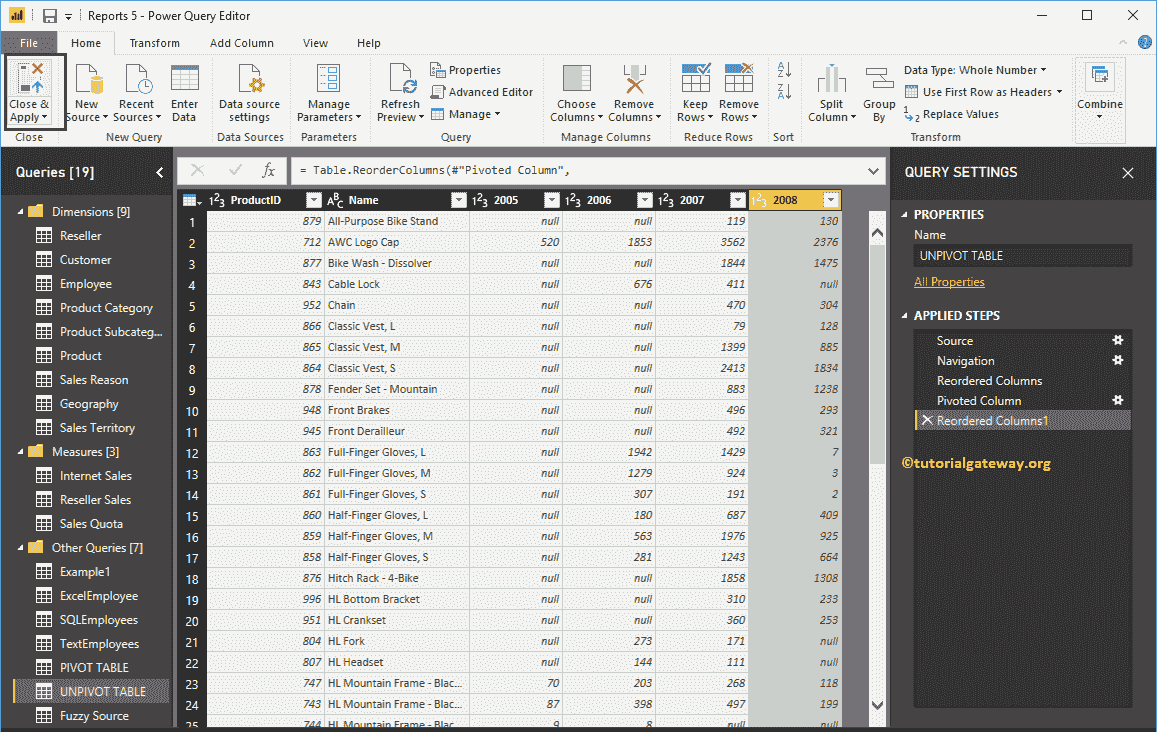 Reports 5 - Power Query Editor
File Home Transform Add Column View Help
Close & Apply
New Source
Recent Sources
Enter Data
Data source settings
Manage Parameters
Refresh Preview
Properties
Advanced Editor
Manage
Choose Columns
Remove Columns
Keep Rows
Remove Rows
Split Column
Group By
Data Type: Whole Number
Use First Row as Headers
Replace Values
Combine
Close New Query Data Sources Parameters Query Manage Columns Reduce Rows Sort Transform
Queries [19]
Dimensions [9]
Reseller
Customer
Employee
Product Category
Product Subcateg...
Product
Sales Reason
Geography
Sales Territory
Measures [3]
Internet Sales
Reseller Sales
Sales Quota
Other Queries [7]
Example1
ExcelEmployee
SQLEmployees
TextEmployees
PIVOT TABLE
UNPIVOT TABLE
Fuzzy Source
= Table.ReorderColumns(#"Pivoted Column",
ProductID Name 2005 2006 2007 2008
1 879 All-Purpose Bike Stand null null 119 130
2 712 AWC Logo Cap 520 1853 3562 2376
3 877 Bike Wash - Dissolver null null 1844 1475
4 843 Cable Lock null 676 411 null
5 952 Chain null null 470 304
6 866 Classic Vest, L null null 79 128
7 865 Classic Vest, M null null 1399 885
8 864 Classic Vest, S null null 2413 1834
9 878 Fender Set - Mountain null null 883 1238
10 948 Front Brakes null null 496 293
11 945 Front Derailleur null null 492 321
12 863 Full-Finger Gloves, L null 1942 1429 7
13 862 Full-Finger Gloves, M null 1279 924 3
14 861 Full-Finger Gloves, S null 307 191 2
15 860 Half-Finger Gloves, L null 180 687 409
16 859 Half-Finger Gloves, M null 563 1976 925
17 858 Half-Finger Gloves, S null 281 1243 664
18 876 Hitch Rack - 4-Bike null null 1858 1308
19 996 HL Bottom Bracket null null 310 233
20 951 HL Crankset null null 360 253
21 804 HL Fork null 273 171 null
22 807 HL Headset null 144 111 null
23 747 HL Mountain Frame - Blac... 70 203 268 118
24 743 HL Mountain Frame - Blac... 87 398 497 199
25 744 HL Mountain Frame - Blac... 9 8 null null
QUERY SETTINGS
PROPERTIES
Name
UNPIVOT TABLE
All Properties
APPLIED STEPS
Source
Navigation
Reordered Columns
Pivoted Column
Reordered Columns1
©tutorialgateway.org